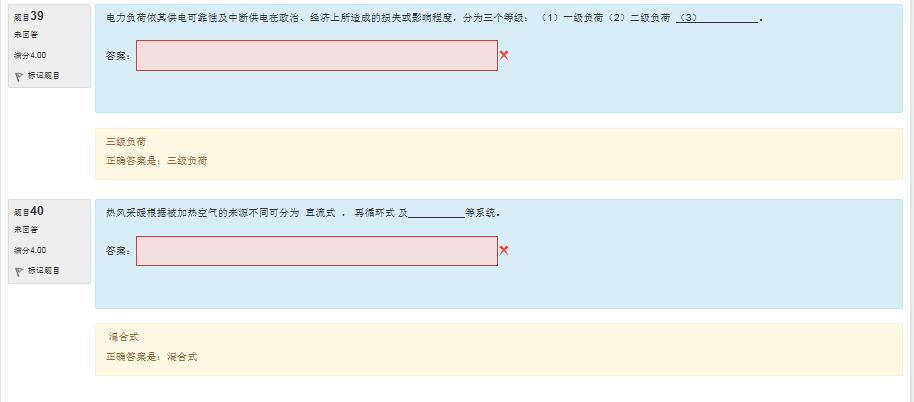 题目39
未回答
满分4.00
标记题目
电力负荷依其供电可靠性及中断供电在政治、经济上所造成的损失或影响程度，分为三个等级： （1）一级负荷（2）二级负荷 （3）__________。
答案：
三级负荷
正确答案是：三级负荷
题目40
未回答
满分4.00
标记题目
热风采暖根据被加热空气的来源不同可分为 直流式 、 再循环式 及__________等系统。
答案：
混合式
正确答案是：混合式